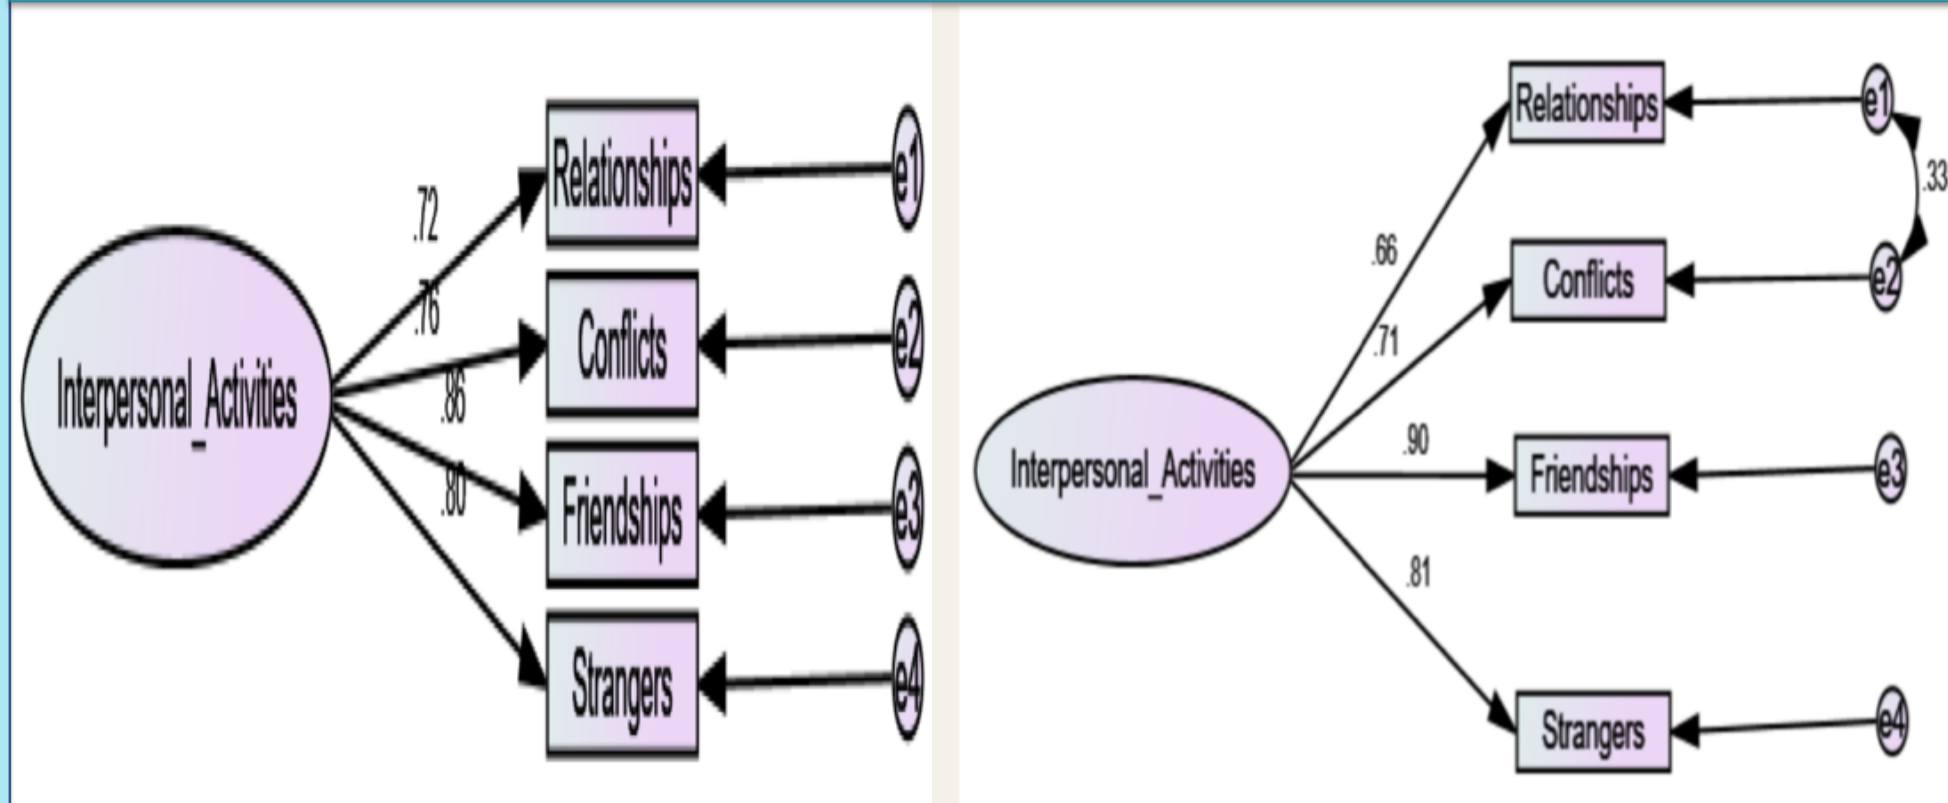 Interpersonal_Activities
.72
.76
.86
.80
Relationships
Conflicts
Friendships
Strangers
e1
e2
e3
e4
Interpersonal_Activities
.66
.71
.90
.81
Relationships
Conflicts
Friendships
Strangers
e1
e2
e3
e4
.33